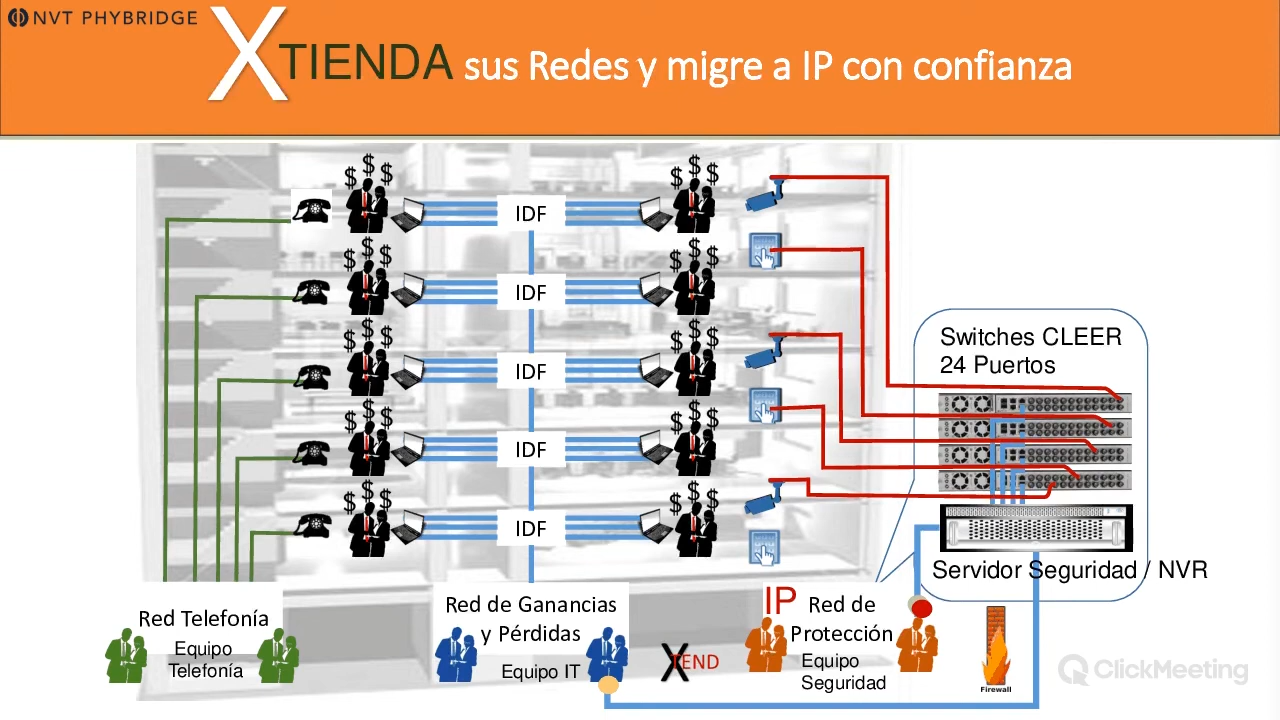 NVT PHYBRIDGE
XTIENDA sus Redes y migre a IP con confianza
$ $ $
$ $ $
IDF
$ $ $
$ $ $
IDF
$ $ $
$ $ $
IDF
$ $ $
$ $ $
IDF
$ $ $
$ $ $
IDF
Switches CLEER
24 Puertos
Servidor Seguridad / NVR
Red Telefonía
Equipo
Telefonía
Red de Ganancias
y Pérdidas
Equipo IT
XTEND
IP Red de
Protección
Equipo
Seguridad
Firewall
ClickMeeting